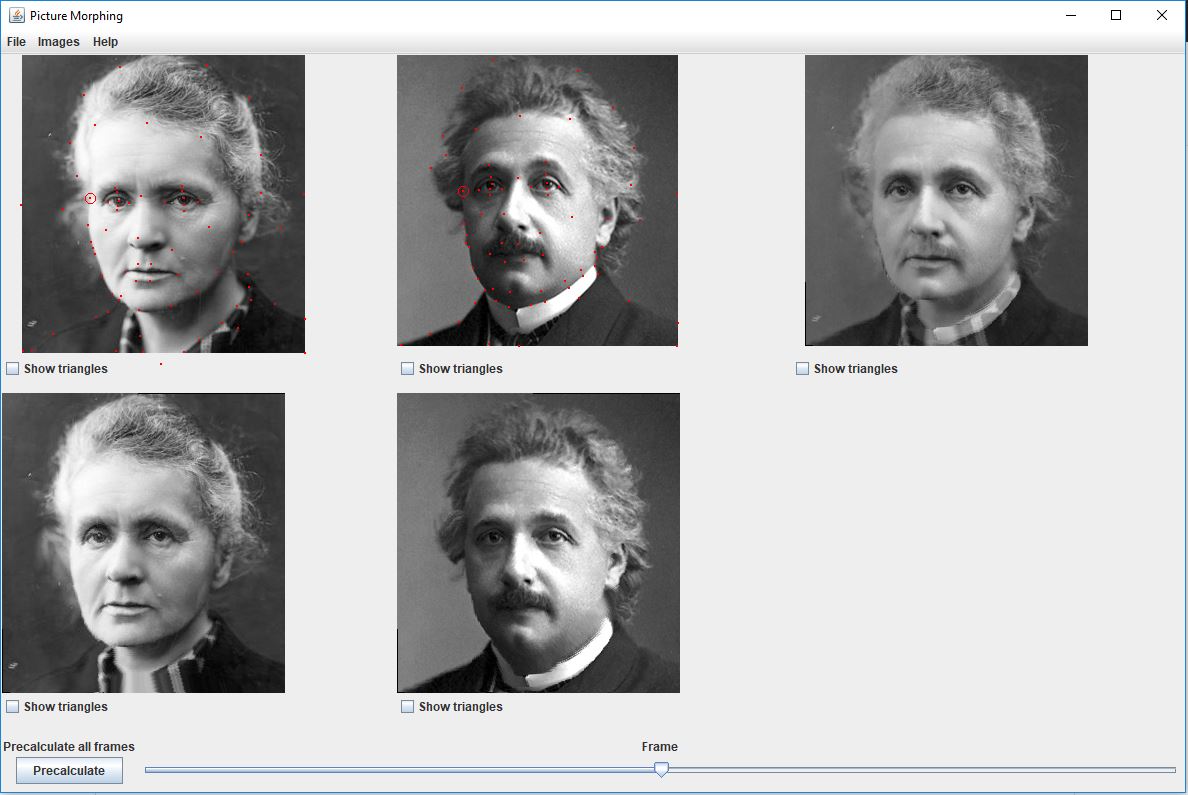 Picture Morphing
File Images Help
Show triangles
Show triangles
Show triangles
Show triangles
Show triangles
Precalculate all frames
Frame
Precalculate